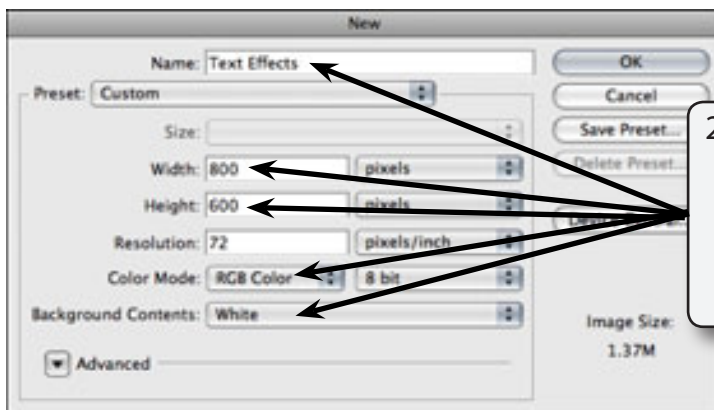 New
Name: Text Effects
OK
Preset: Custom
Cancel
Size:
Save Preset...
2
Width: 800 pixels
Delete Preset...
Height: 600 pixels
Resolution: 72 pixels/inch
Color Mode: RGB Color 8 bit
Background Contents: White
Image Size:
1.37M
Advanced